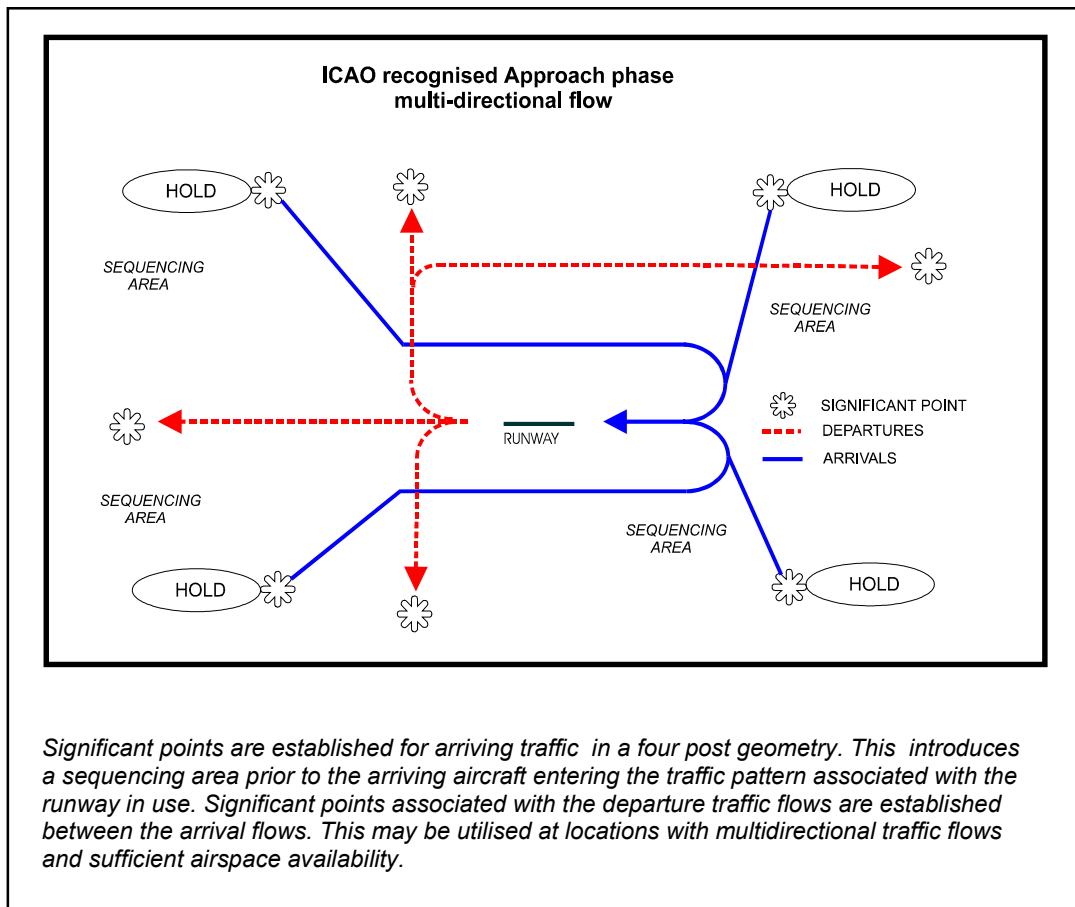 ICAO recognised Approach phase
multi-directional flow
HOLD
HOLD
SEQUENCING
AREA
SEQUENCING
AREA
SIGNIFICANT POINT
DEPARTURES
ARRIVALS
RUNWAY
SEQUENCING
AREA
SEQUENCING
AREA
HOLD
HOLD
Significant points are established for arriving traffic in a four post geometry. This introduces
a sequencing area prior to the arriving aircraft entering the traffic pattern associated with the
runway in use. Significant points associated with the departure traffic flows are established
between the arrival flows. This may be utilised at locations with multidirectional traffic flows
and sufficient airspace availability.